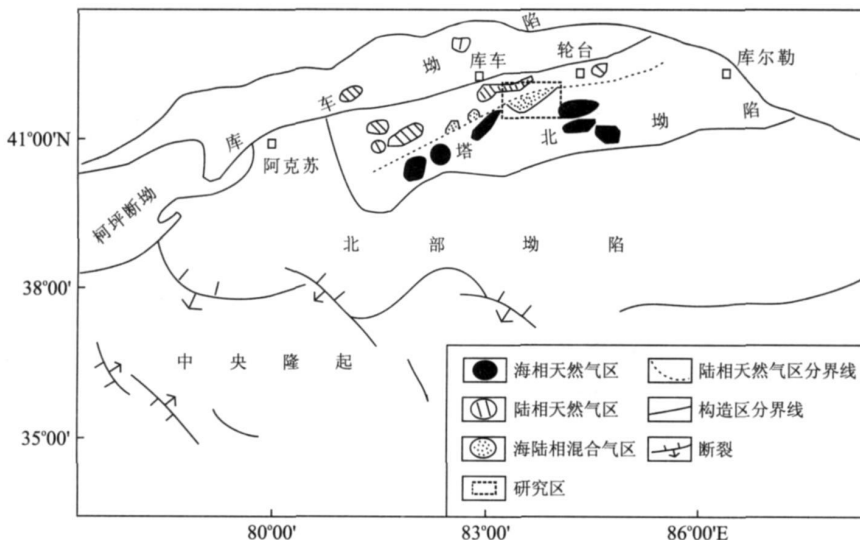 陷
坳
库车
轮台
库尔勒
车
库
41°00'N
阿克苏
塔
北
坳
陷
柯坪断坳
北部坳陷
38°00'
中央隆起
35°00'
海相天然气区
陆相天然气区分界线
陆相天然气区
构造区分界线
海陆相混合气区
断裂
研究区
80°00'
83°00'
86°00'E